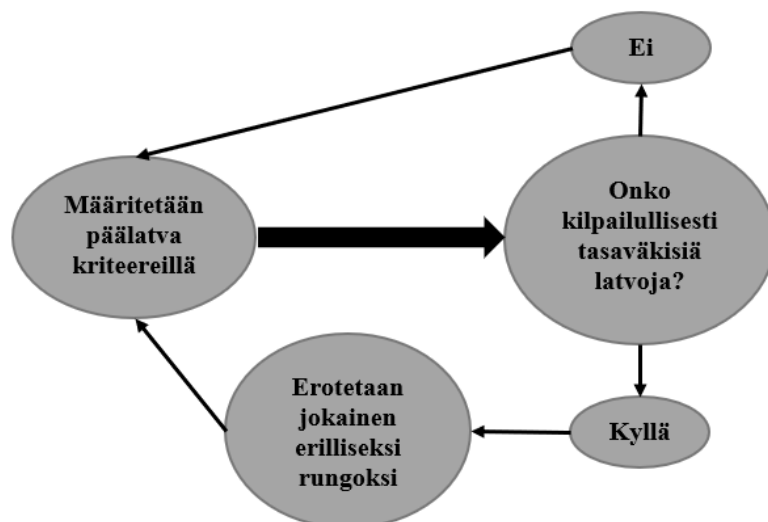 Ei
Määritetään
päälatva
kriteereillä
Onko
kilpailullisesti
tasaväkisiä
latvoja?
Erotetaan
jokainen
erilliseksi
rungoksi
Kyllä